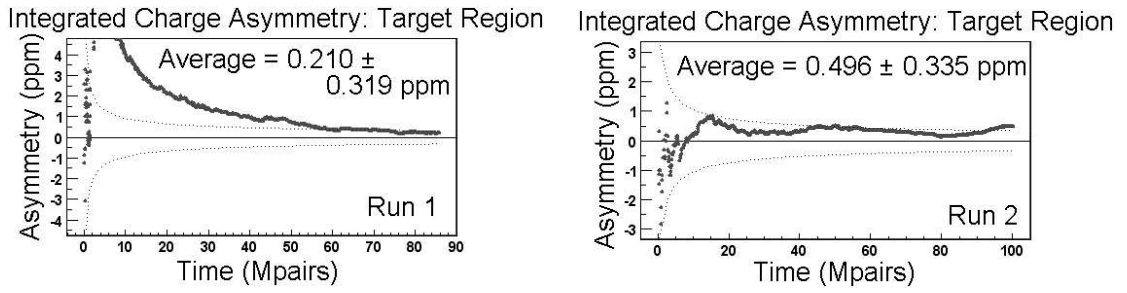 Integrated Charge Asymmetry: Target Region
Asymmetry (ppm)
4
3
2
1
0
-1
-2
-3
-4
Average = 0.210 ±
0.319 ppm
Run 1
0 10 20 30 40 50 60 70 80 90
Time (Mpairs)
Integrated Charge Asymmetry: Target Region
Asymmetry (ppm)
3
2
1
0
-1
-2
-3
Average = 0.496 ± 0.335 ppm
Run 2
0 20 40 60 80 100
Time (Mpairs)